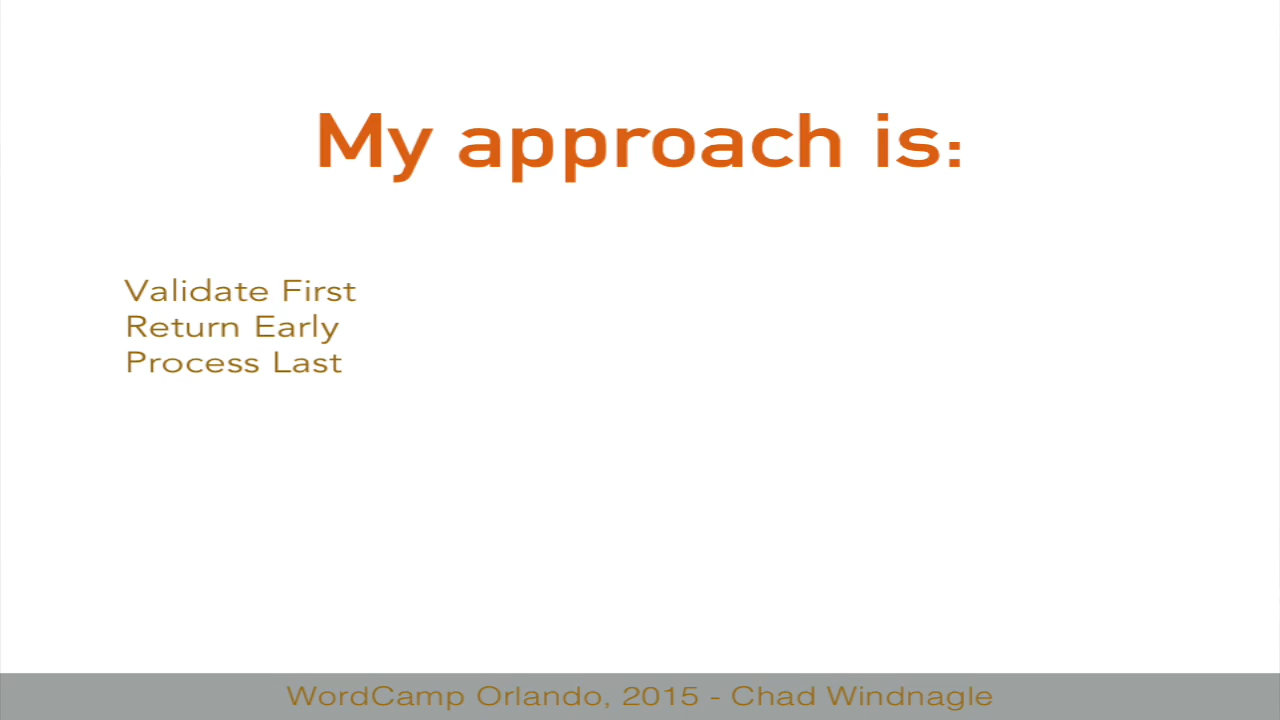 My approach is:
Validate First
Return Early
Process Last
WordCamp Orlando, 2015 - Chad Windnagle